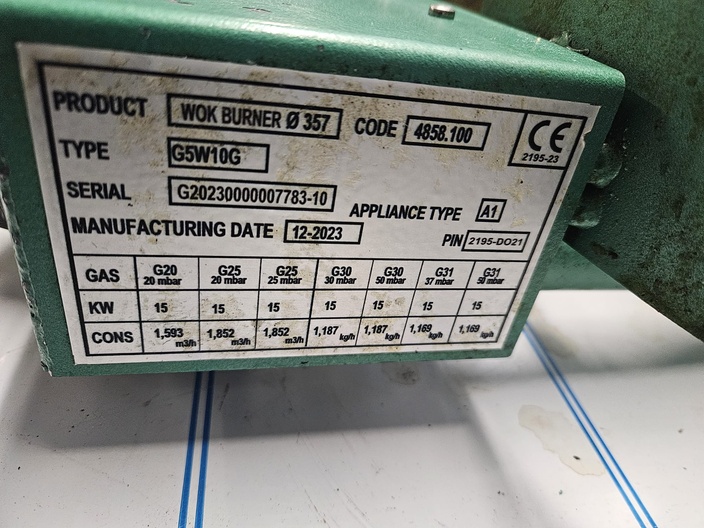 PRODUCT WOK BURNER Ø 357 CODE 4858.100
CE
2195-23
TYPE G5W10G
SERIAL G20230000007783-10 APPLIANCE TYPE A1
MANUFACTURING DATE 12-2023 PIN 2195-DO21
GAS G20 20 mbar G25 20 mbar G25 25 mbar G30 30 mbar G30 50 mbar G31 37 mbar G31 50 mbar
KW 15 15 15 15 15 15 15
CONS 1,593 m3/h 1,852 m3/h 1,852 m3/h 1,187 kg/h 1,187 kg/h 1,169 kg/h 1,169 kg/h